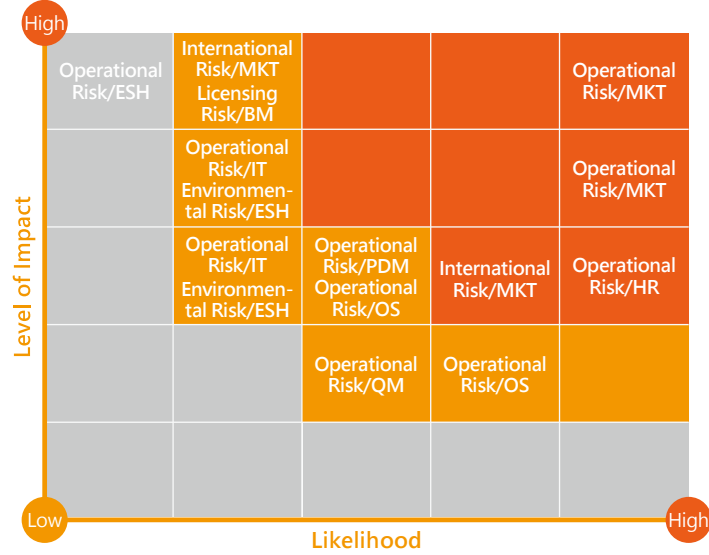 High
Operational
Risk/ESH
International
Risk/MKT
Licensing
Risk/BM
Operational
Risk/MKT
Operational
Risk/IT
Environmen-
tal Risk/ESH
Operational
Risk/MKT
Operational
Risk/IT
Environmen-
tal Risk/ESH
Operational
Risk/PDM
Operational
Risk/OS
International
Risk/MKT
Operational
Risk/HR
Operational
Risk/QM
Operational
Risk/OS
Level of Impact
Low
Likelihood
High